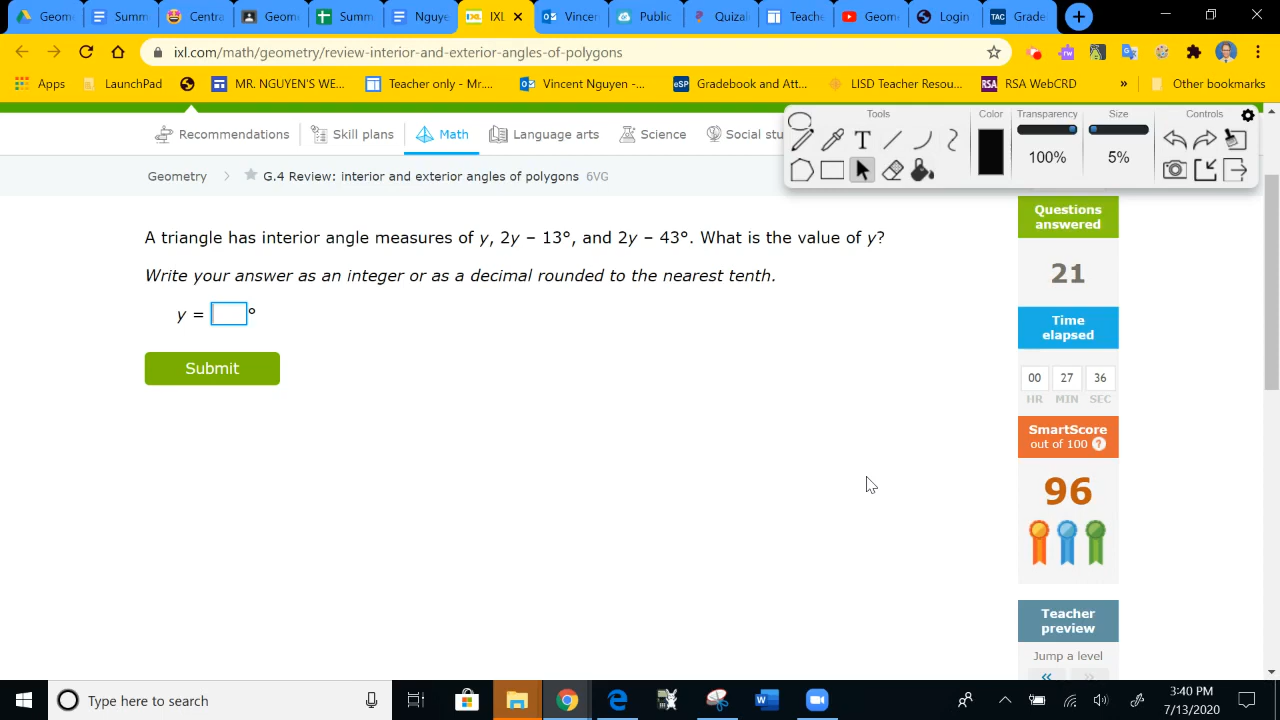 Geom
Summ
Centra
Geome
Summ
Nguye
IXL
Vincer
Public
Quizal
Teache
Geom
Login
TAC Grade
ixl.com/math/geometry/review-interior-and-exterior-angles-of-polygons
Apps
LaunchPad
MR. NGUYEN'S WE...
Teacher only - Mr....
Vincent Nguyen -...
eSP Gradebook and Att...
LISD Teacher Resou...
RSA RSA WebCRD
»
Other bookmarks
Recommendations
Skill plans
Math
Language arts
Science
Social stu
Tools
Color
Transparency
100%
Size
5%
Controls
Geometry > G.4 Review: interior and exterior angles of polygons 6VG
A triangle has interior angle measures of y, 2y − 13°, and 2y − 43°. What is the value of y?
Write your answer as an integer or as a decimal rounded to the nearest tenth.
y = °
Submit
Questions
answered
21
Time
elapsed
00 27 36
HR MIN SEC
SmartScore
out of 100 ?
96
Teacher
preview
Jump a level
Type here to search
3:40 PM
7/13/2020